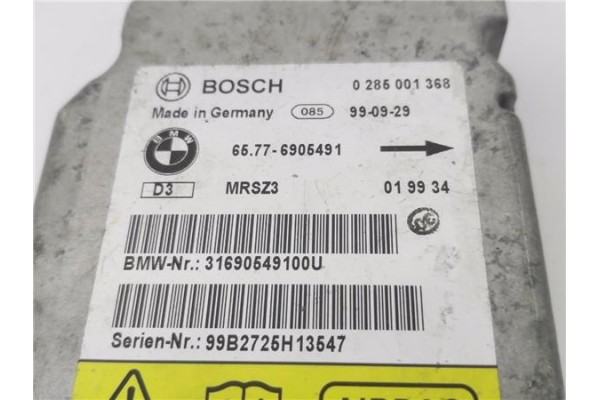 BOSCH 0 285 001 368
Made in Germany 085 99-09-29
BMW 65.77-6905491
D3 MRSZ3 01 99 34
BMW-Nr.: 31690549100U
Serien-Nr.: 99B2725H13547